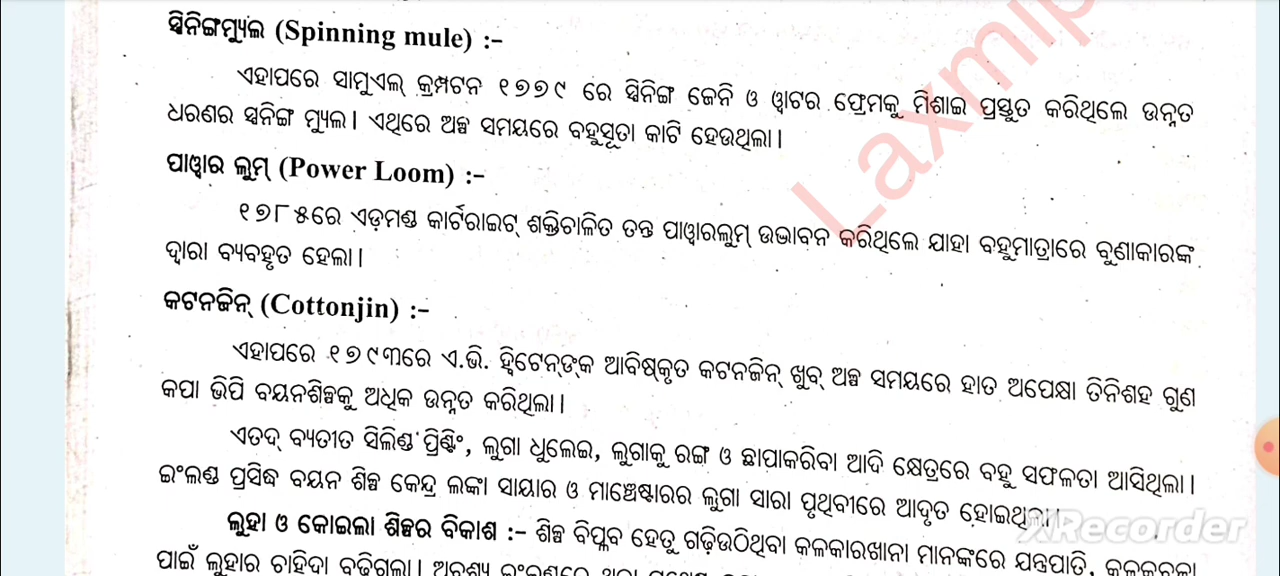 ସ୍ପିନିଙ୍ଗମ୍ୟୁଲ (Spinning mule) :-
ଏହାପରେ ସାମୁଏଲ୍ କ୍ରମ୍ପଟନ ୧୭୭୯ ରେ ସ୍ପିନିଙ୍ଗ ଜେନି ଓ ୱାଟର ଫ୍ରେମକୁ ମିଶାଇ ପ୍ରସ୍ତୁତ କରିଥିଲେ ଉନ୍ନତ
ଧରଣର ସ୍ପନିଙ୍ଗ ମ୍ୟୁଲ। ଏଥିରେ ଅଳ୍ପ ସମୟରେ ବହୁସୂତା କାଟି ହେଉଥିଲା।
ପାୱାର ଲୁମ୍ (Power Loom) :-
୧୭୮୫ରେ ଏଡ଼ମଣ୍ଡ କାର୍ଟରାଇଟ୍ ଶକ୍ତିଚାଳିତ ତନ୍ତ ପାୱାରଲୁମ୍ ଉଦ୍ଭାବନ କରିଥିଲେ ଯାହା ବହୁମାତ୍ରାରେ ବୁଣାକାରଙ୍କ
ଦ୍ୱାରା ବ୍ୟବହୃତ ହେଲା।
କଟନଜିନ୍ (Cottonjin) :-
ଏହାପରେ ୧୭୯୩ରେ ଏ.ଭି. ହ୍ୱିଟେନ୍‌ଙ୍କ ଆବିଷ୍କୃତ କଟନଜିନ୍ ଖୁବ୍ ଅଳ୍ପ ସମୟରେ ହାତ ଅପେକ୍ଷା ତିନିଶହ ଗୁଣ
କପା ଭିପି ବୟନଶିଳ୍ପକୁ ଅଧିକ ଉନ୍ନତ କରିଥିଲା।
ଏତଦ୍ ବ୍ୟତୀତ ସିଲିଣ୍ଡ ପ୍ରିଣ୍ଟିଂ, ଲୁଗା ଧୁଲେଇ, ଲୁଗାକୁ ରଙ୍ଗ ଓ ଛାପାକରିବା ଆଦି କ୍ଷେତ୍ରରେ ବହୁ ସଫଳତା ଆସିଥିଲା।
ଇଂଲଣ୍ଡ ପ୍ରସିଦ୍ଧ ବୟନ ଶିଳ୍ପ କେନ୍ଦ୍ର ଲଙ୍କା ସାୟାର ଓ ମାଞ୍ଚେଷ୍ଟାରର ଲୁଗା ସାରା ପୃଥିବୀରେ ଆଦୃତ ହୋଇଥିଲା।
ଲୁହା ଓ କୋଇଲା ଶିଳ୍ପର ବିକାଶ :- ଶିଳ୍ପ ବିପ୍ଳବ ହେତୁ ଗଢ଼ିଉଠିଥିବା କଳକାରଖାନା ମାନଙ୍କରେ ଯନ୍ତ୍ରପାତି,
ପାଇଁ ଲୁହାର ଚାହିଦା ବଢିଗଲା।
XRecorder